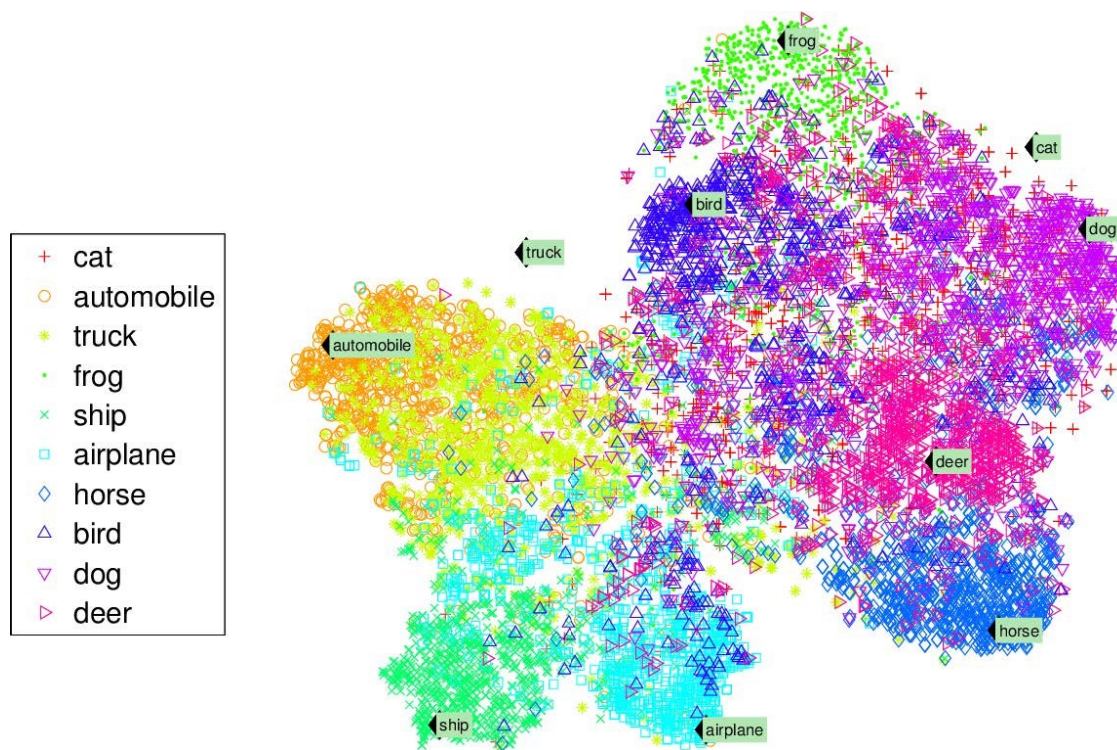 cat
automobile
truck
frog
ship
airplane
horse
bird
dog
deer
frog
cat
bird
dog
truck
automobile
deer
horse
ship
airplane